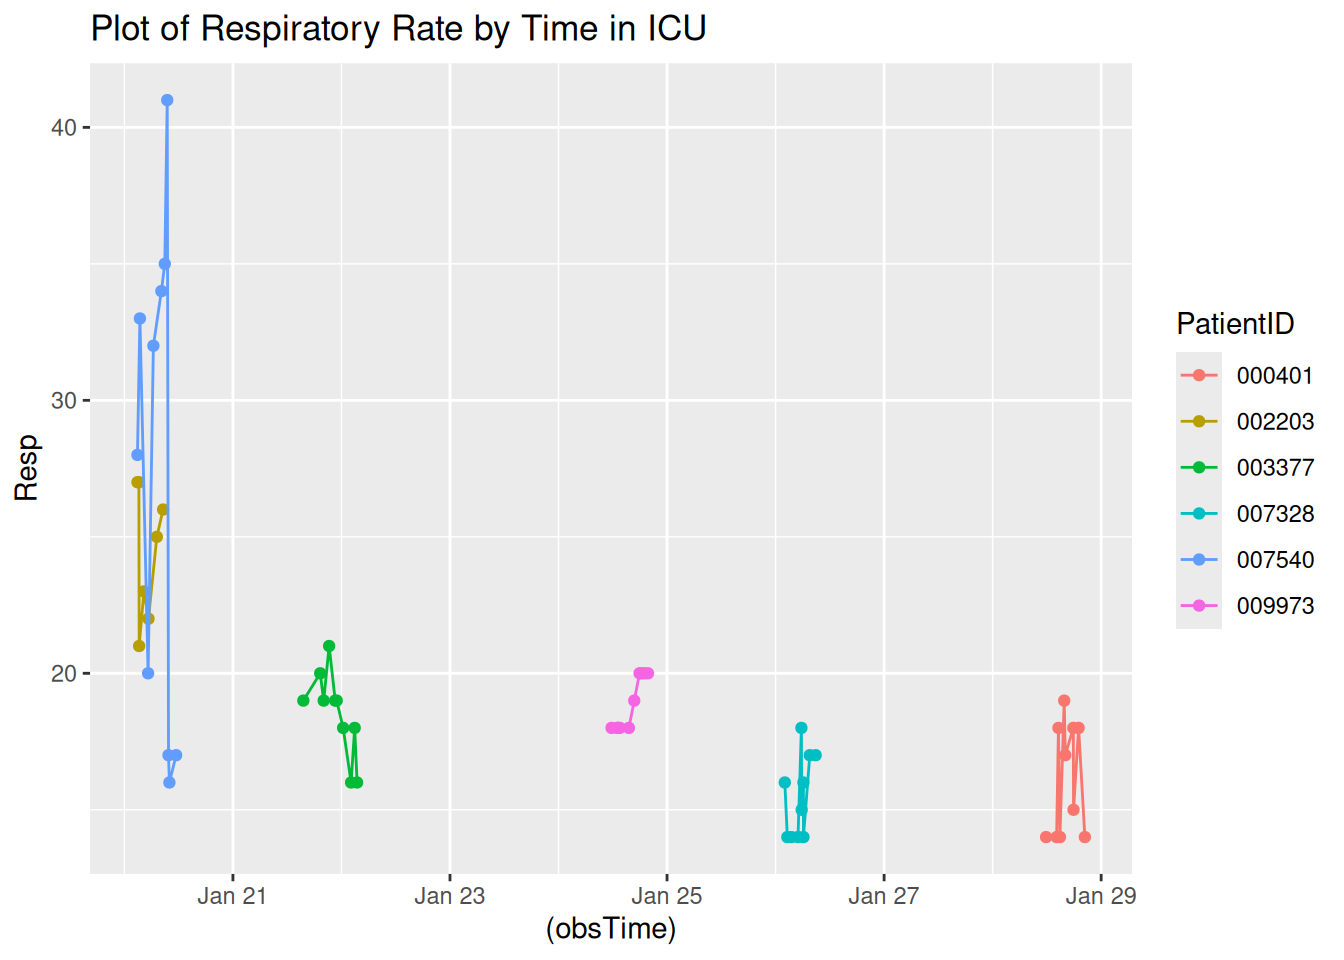 Plot of Respiratory Rate by Time in ICU
40
30
20
Resp
Jan 21
Jan 23
Jan 25
Jan 27
Jan 29
(obsTime)
PatientID
000401
002203
003377
007328
007540
009973